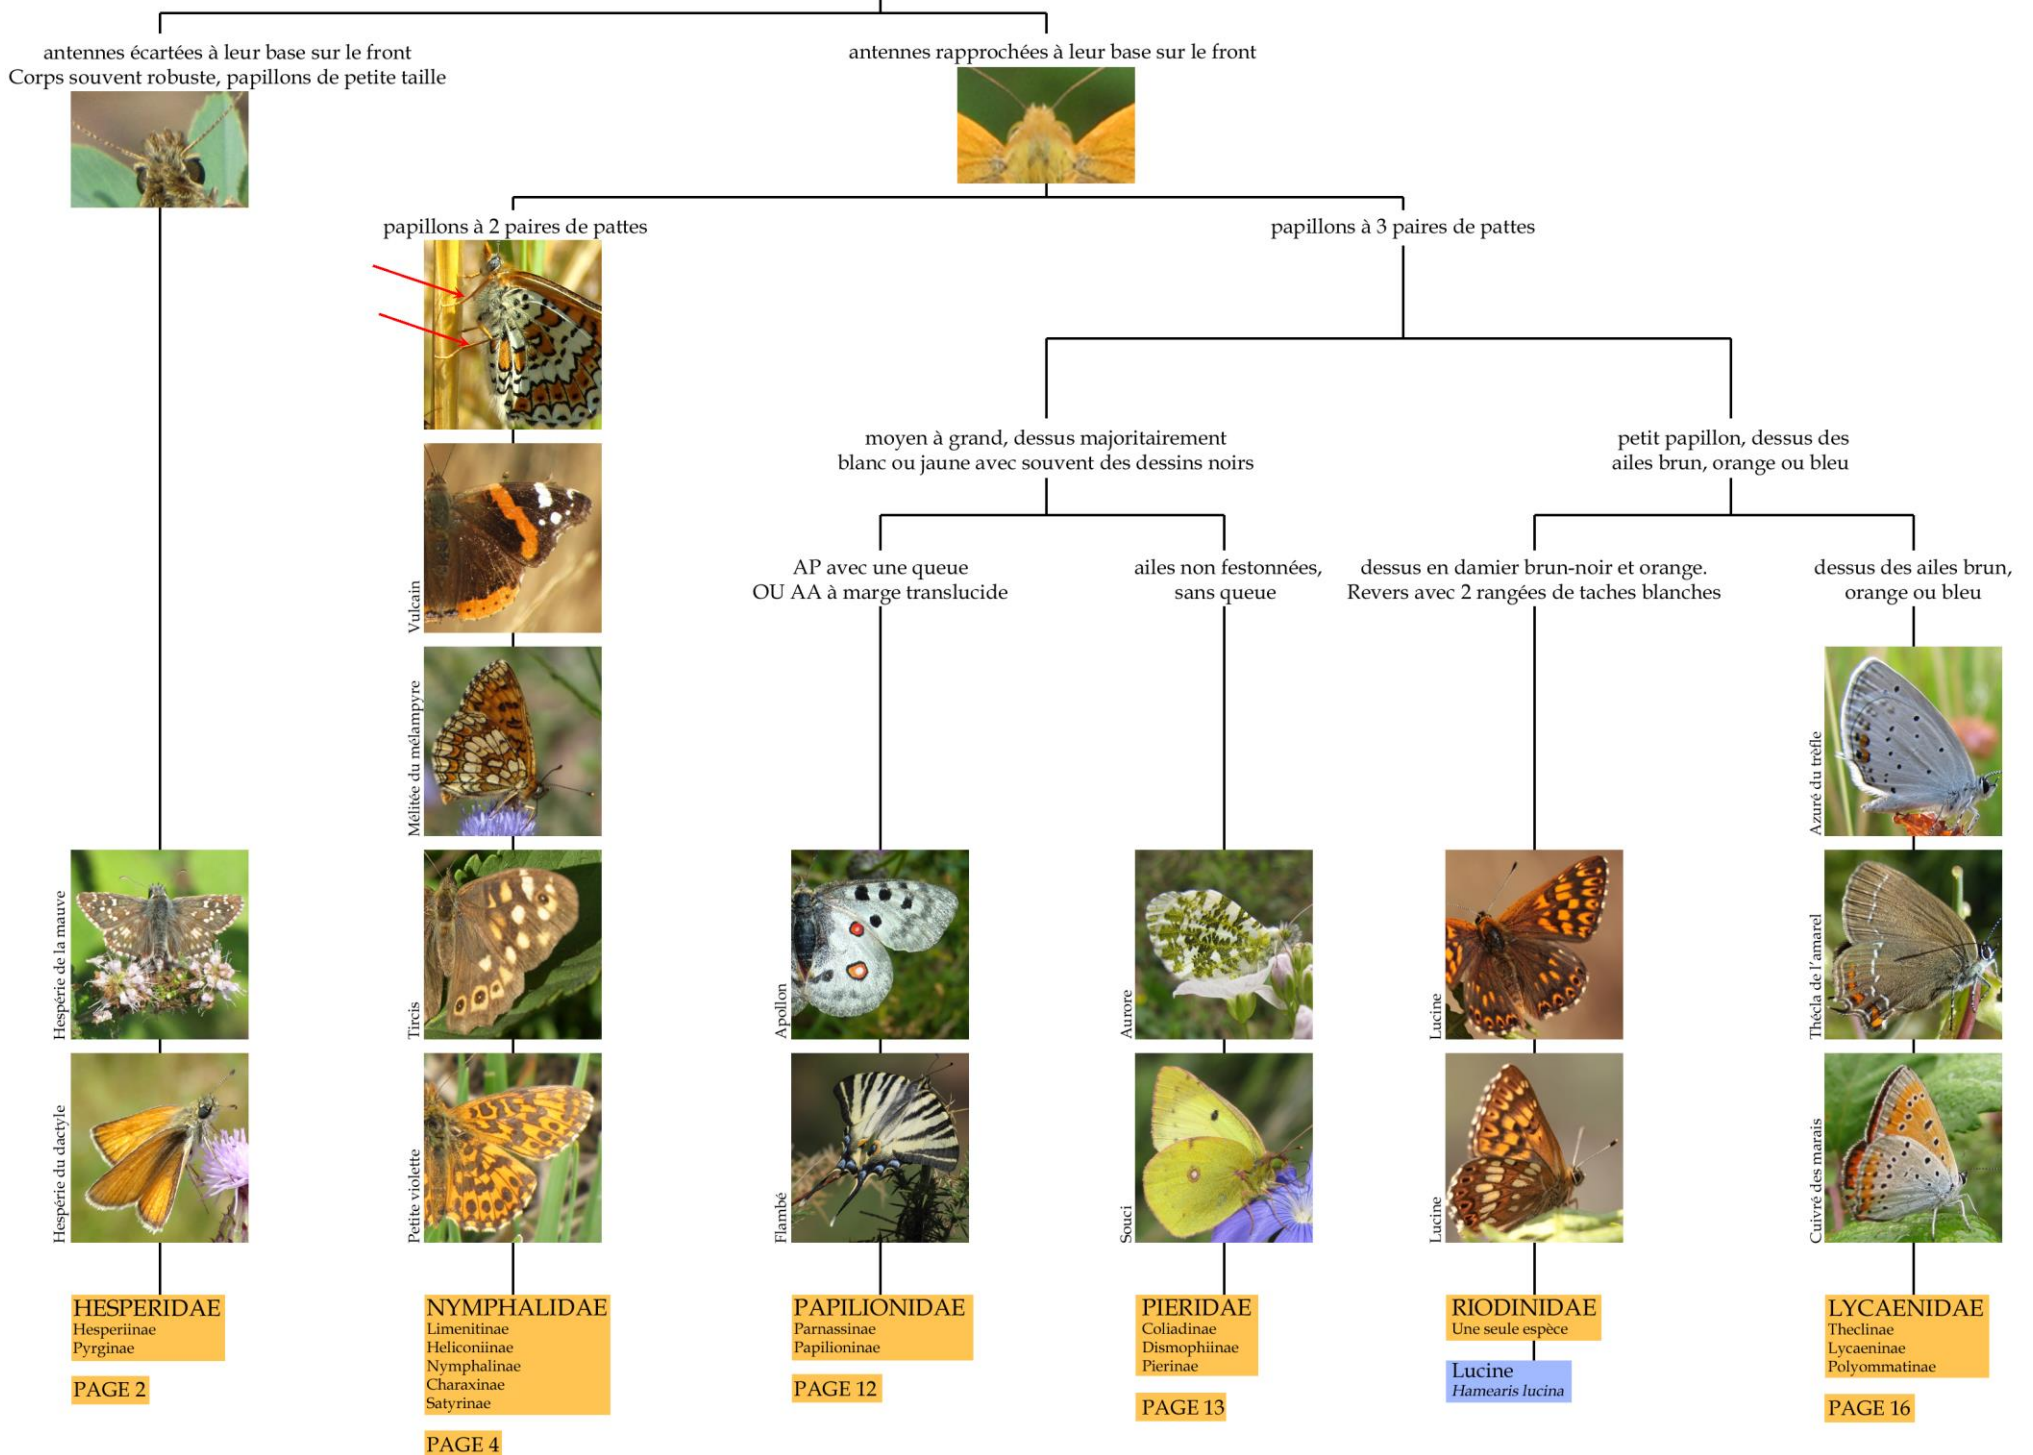 antennes écartées à leur base sur le front
Corps souvent robuste, papillons de petite taille
antennes rapprochées à leur base sur le front
papillons à 2 paires de pattes
papillons à 3 paires de pattes
moyen à grand, dessus majoritairement
blanc ou jaune avec souvent des dessins noirs
petit papillon, dessus des
ailes brun, orange ou bleu
AP avec une queue
OU AA à marge translucide
ailes non festonnées,
sans queue
dessus en damier brun-noir et orange.
Revers avec 2 rangées de taches blanches
dessus des ailes brun,
orange ou bleu
Hespérie de la mauve
Hespérie du dactyle
Vulcain
Mélitée du mélampyre
Tircis
Petite violette
Apollon
Flambé
Aurore
Souci
Lucine
Lucine
Azuré du trèfle
Thécla de l'amarel
Cuivré des marais
HESPERIDAE
Hesperiinae
Pyrginae
PAGE 2
NYMPHALIDAE
Limenitinae
Heliconiinae
Nymphalinae
Charaxinae
Satyrinae
PAGE 4
PAPILIONIDAE
Parnassinae
Papilioninae
PAGE 12
PIERIDAE
Coliadinae
Dismophiinae
Pierinae
PAGE 13
RIODINIDAE
Une seule espèce
Lucine
Hamearis lucina
LYCAENIDAE
Theclinae
Lycaeninae
Polyommatinae
PAGE 16